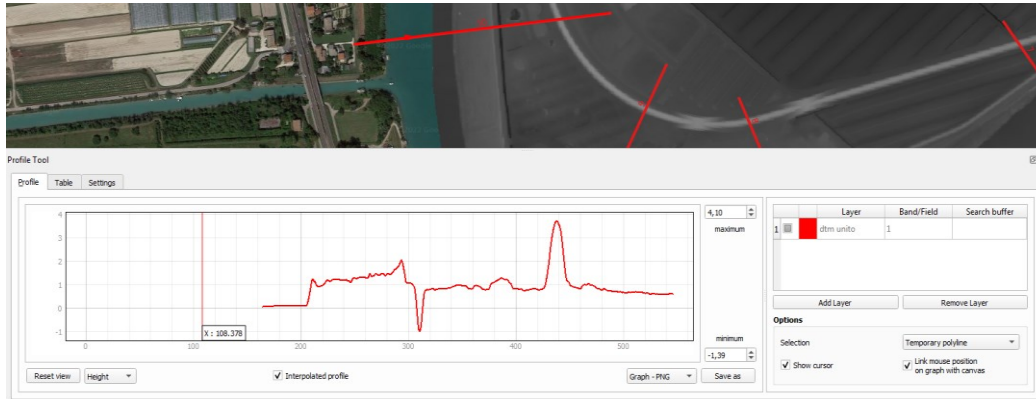 Profile Tool
Profile Table Settings
4
3
2
1
0
-1
X : 108.378
0 100 200 300 400 500
4,10
maximum
minimum
-1,39
Reset view Height Interpolated profile Graph - PNG Save as
Layer Band/Field Search buffer
1 dtm unito 1
Add Layer Remove Layer
Options
Selection Temporary polyline
Show cursor Link mouse position
on graph with canvas